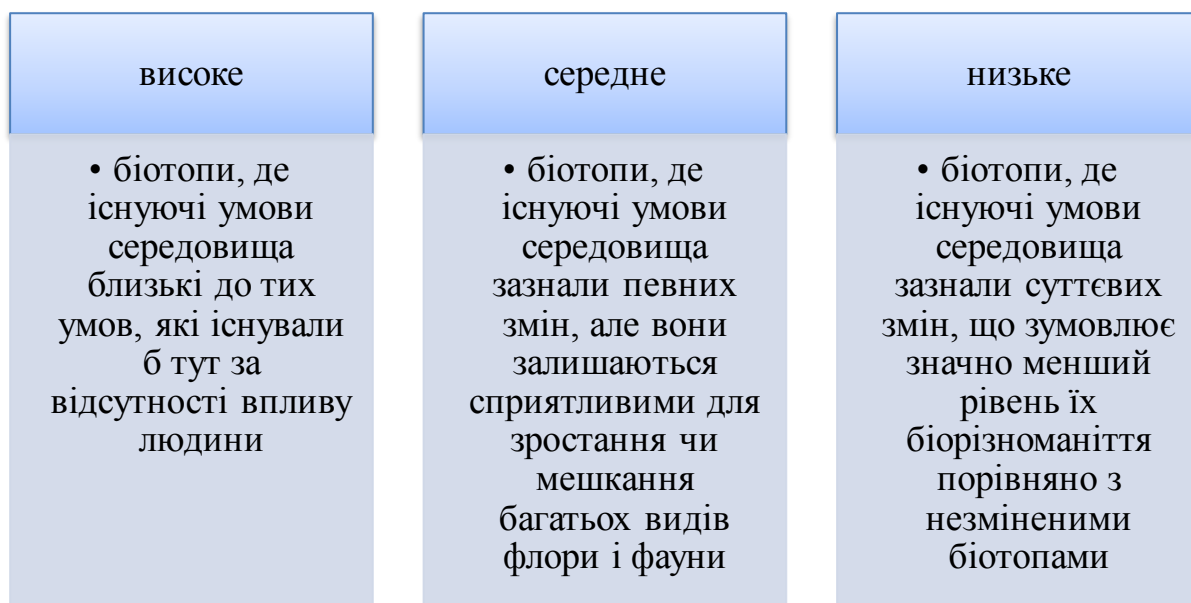 високе
• біотопи, де
існуючі умови
середовища
близькі до тих
умов, які існували
б тут за
відсутності впливу
людини
середнє
• біотопи, де
існуючі умови
середовища
зазнали певних
змін, але вони
залишаються
сприятливими для
зростання чи
мешкання
багатьох видів
флори і фауни
низьке
• біотопи, де
існуючі умови
середовища
зазнали суттєвих
змін, що зумовлює
значно менший
рівень їх
біорізноманіття
порівняно з
незміненими
біотопами